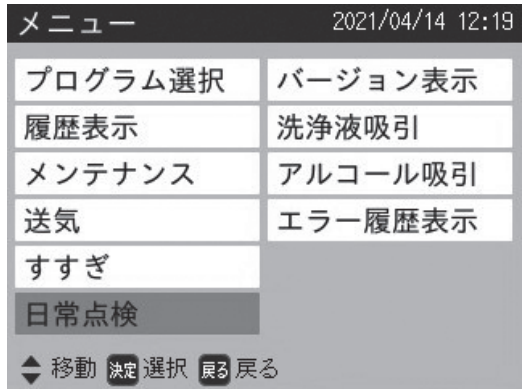 メニュー 2021/04/14 12:19
プログラム選択 バージョン表示
履歴表示 洗浄液吸引
メンテナンス アルコール吸引
送気 エラー履歴表示
すすぎ
日常点検
移動 決定 選択 戻る 戻る